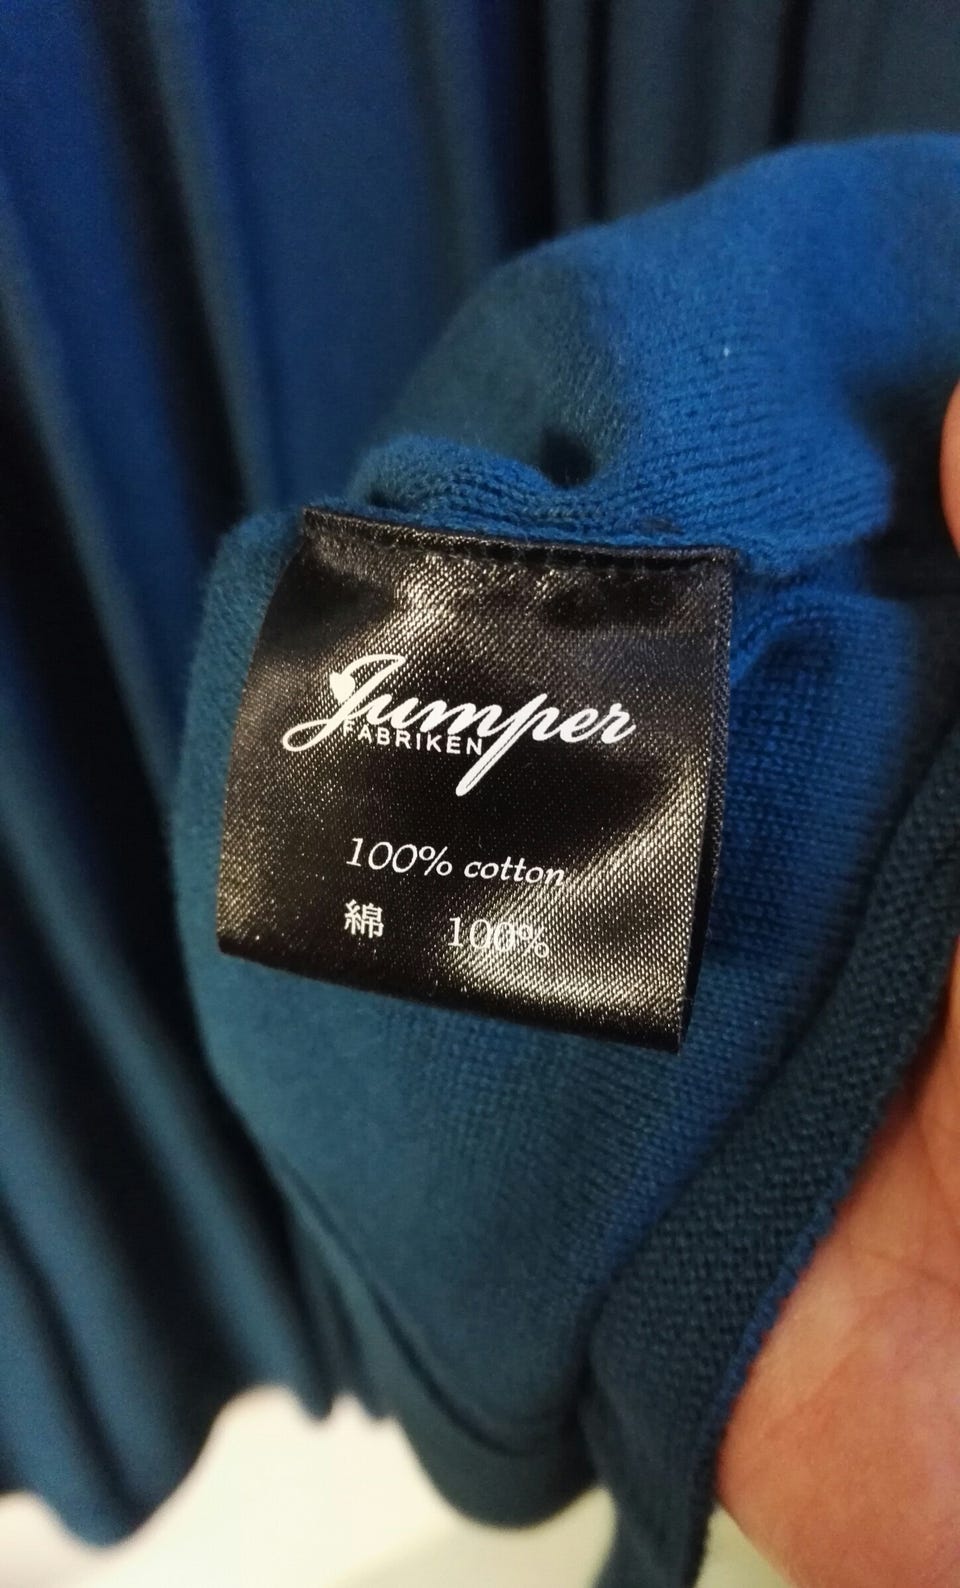 Jumper
FABRIKEN
100% cotton
綿 100%